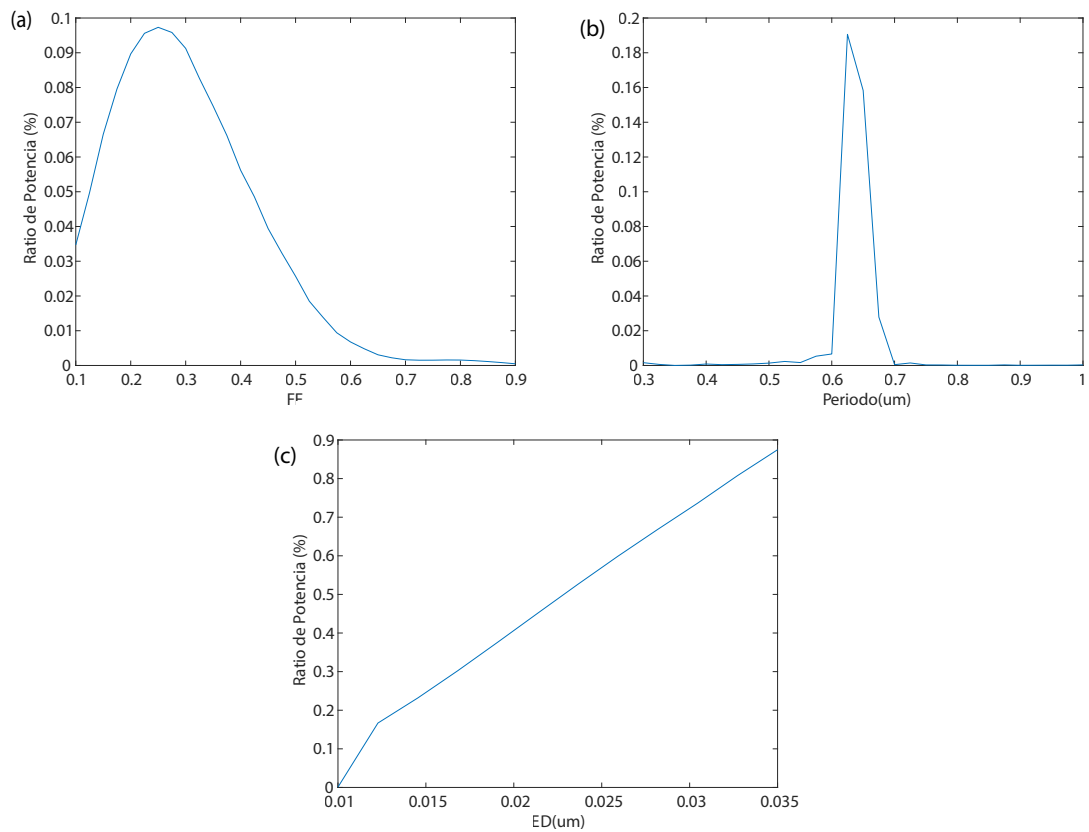 (a)
Ratio de Potencia (%)
0.1
0.09
0.08
0.07
0.06
0.05
0.04
0.03
0.02
0.01
0
0.1 0.2 0.3 0.4 0.5 0.6 0.7 0.8 0.9
FF
(b)
Ratio de Potencia (%)
0.2
0.18
0.16
0.14
0.12
0.1
0.08
0.06
0.04
0.02
0
0.3 0.4 0.5 0.6 0.7 0.8 0.9 1
Periodo(um)
(c)
Ratio de Potencia (%)
0.9
0.8
0.7
0.6
0.5
0.4
0.3
0.2
0.1
0
0.01 0.015 0.02 0.025 0.03 0.035
ED(um)